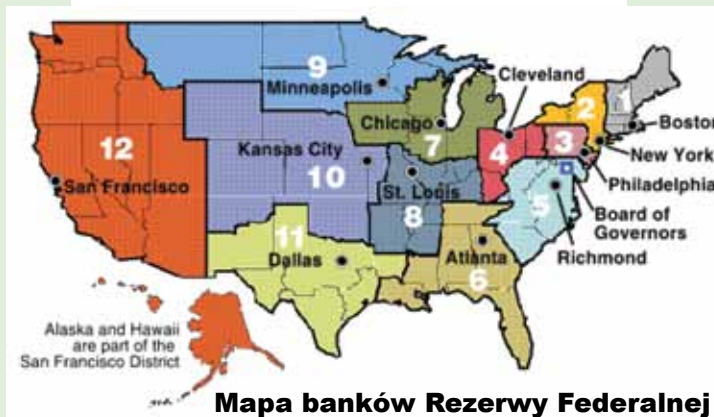 9
Minneapolis
Cleveland
2
1
Boston
Chicago
7
4
3
New York
12
Kansas City
Philadelphia
San Francisco
10
St. Louis
5
Board of
Governors
8
11
Atlanta
Richmond
Dallas
6
Alaska and Hawaii
are part of the
San Francisco District
Mapa banków Rezerwy Federalnej